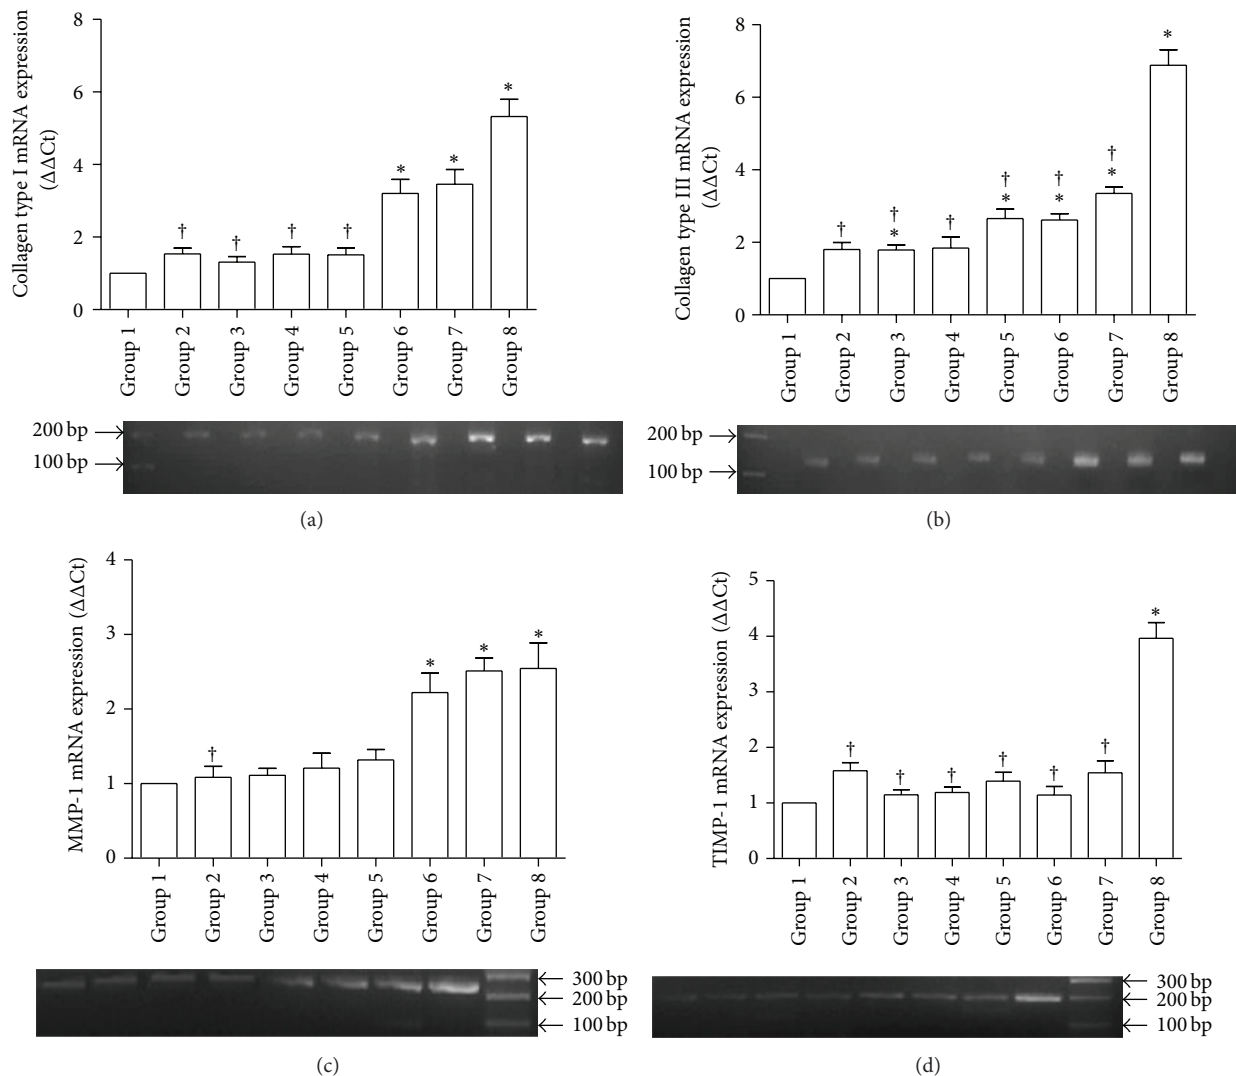 Collagen type I mRNA expression
(ΔΔCt)
8
6
4
2
0
†
†
†
†
*
*
*
Group 1
Group 2
Group 3
Group 4
Group 5
Group 6
Group 7
Group 8
200 bp
100 bp
(a)
Collagen type III mRNA expression
(ΔΔCt)
8
6
4
2
0
†
†
*
†
†
*
†
*
†
*
*
Group 1
Group 2
Group 3
Group 4
Group 5
Group 6
Group 7
Group 8
200 bp
100 bp
(b)
MMP-1 mRNA expression (ΔΔCt)
4
3
2
1
0
†
*
*
*
Group 1
Group 2
Group 3
Group 4
Group 5
Group 6
Group 7
Group 8
300 bp
200 bp
100 bp
(c)
TIMP-1 mRNA expression (ΔΔCt)
5
4
3
2
1
0
†
†
†
†
†
†
*
Group 1
Group 2
Group 3
Group 4
Group 5
Group 6
Group 7
Group 8
300 bp
200 bp
100 bp
(d)